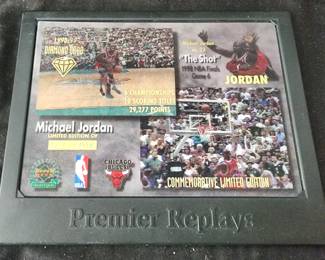 DIAMOND
"The Shot"
1998 NBA Finals
Game 6
JORDAN
6 CHAMPIONSHIPS
10 SCORING TITLES
29,277 POINTS
Michael Jordan
LIMITED EDITION OF
NBA
CHICAGO
BULLS
COMMEMORATIVE LIMITED EDITION
Premier Replays